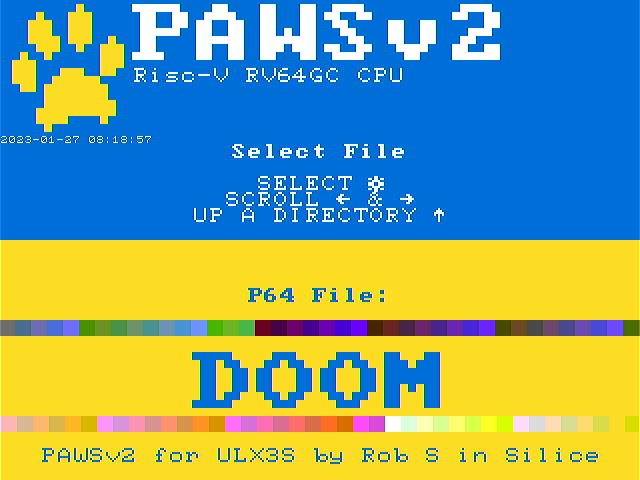 PAWSv2
Risc-V RV64GC CPU
2023-01-27 08:18:57
Select File
SELECT
SCROLL ← & →
UP A DIRECTORY ↑
P64 File:
DOOM
PAWSv2 for ULX3S by Rob S in Silice